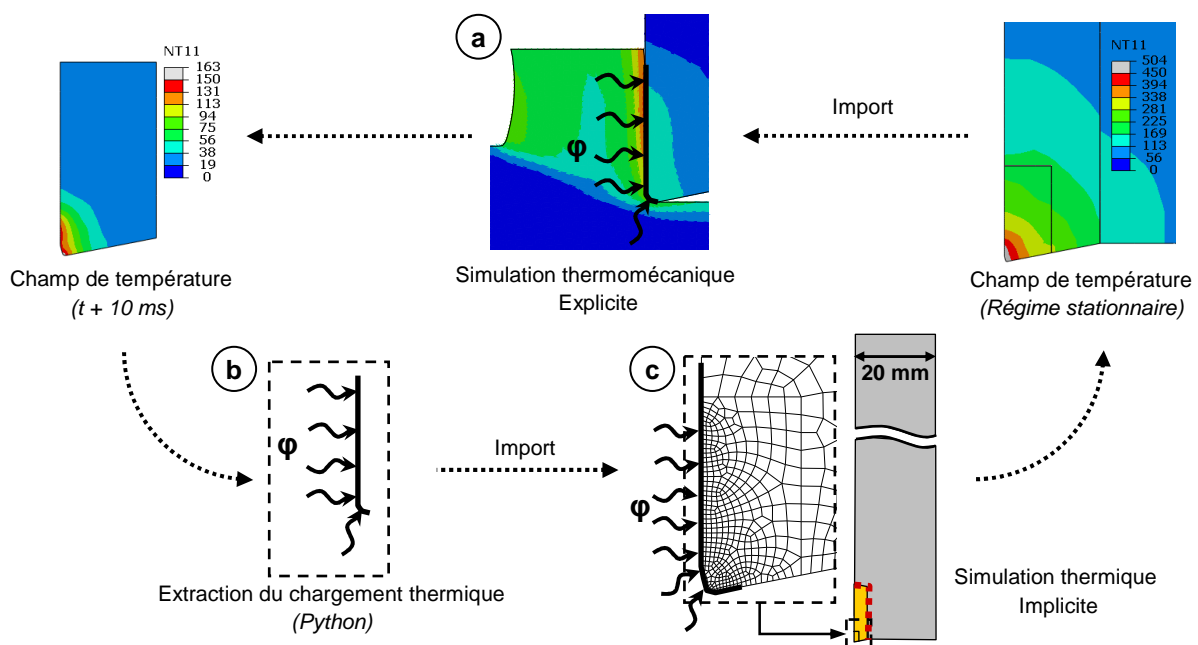 NT11
163
150
131
113
94
75
56
38
19
0
Champ de température
(t + 10 ms)
a
φ
Simulation thermomécanique
Explicite
Import
NT11
504
450
394
338
281
225
169
113
56
0
Champ de température
(Régime stationnaire)
b
φ
Extraction du chargement thermique
(Python)
Import
c
φ
20 mm
Simulation thermique
Implicite